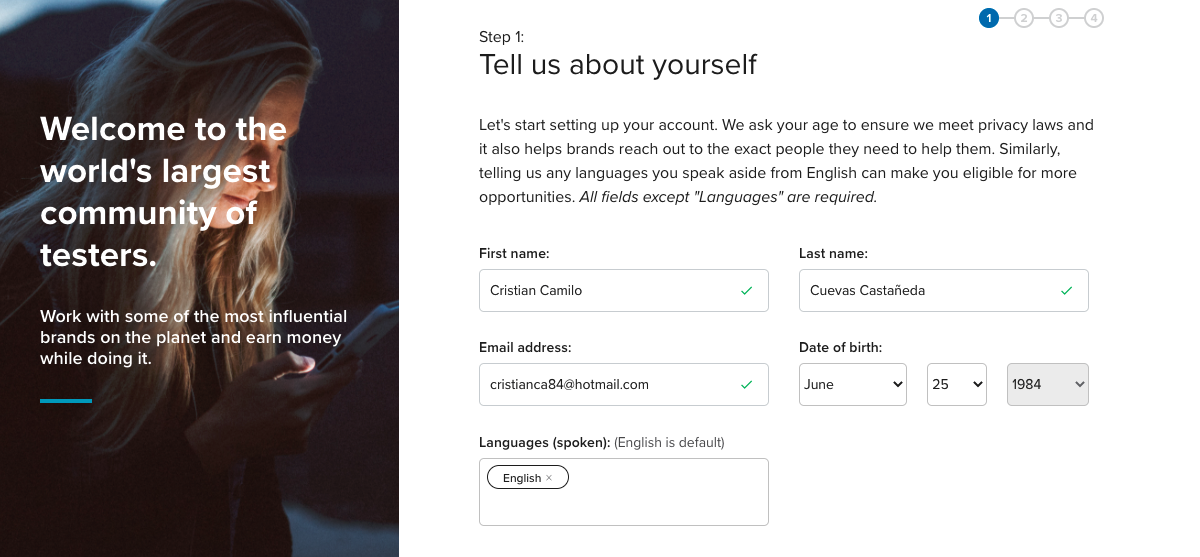 Welcome to the
world's largest
community of
testers.
Work with some of the most influential
brands on the planet and earn money
while doing it.
1 2 3 4
Step 1:
Tell us about yourself
Let's start setting up your account. We ask your age to ensure we meet privacy laws and
it also helps brands reach out to the exact people they need to help them. Similarly,
telling us any languages you speak aside from English can make you eligible for more
opportunities. All fields except "Languages" are required.
First name: Last name:
Cristian Camilo Cuevas Castañeda
Email address: Date of birth:
cristianca84@hotmail.com June 25 1984
Languages (spoken): (English is default)
English ×